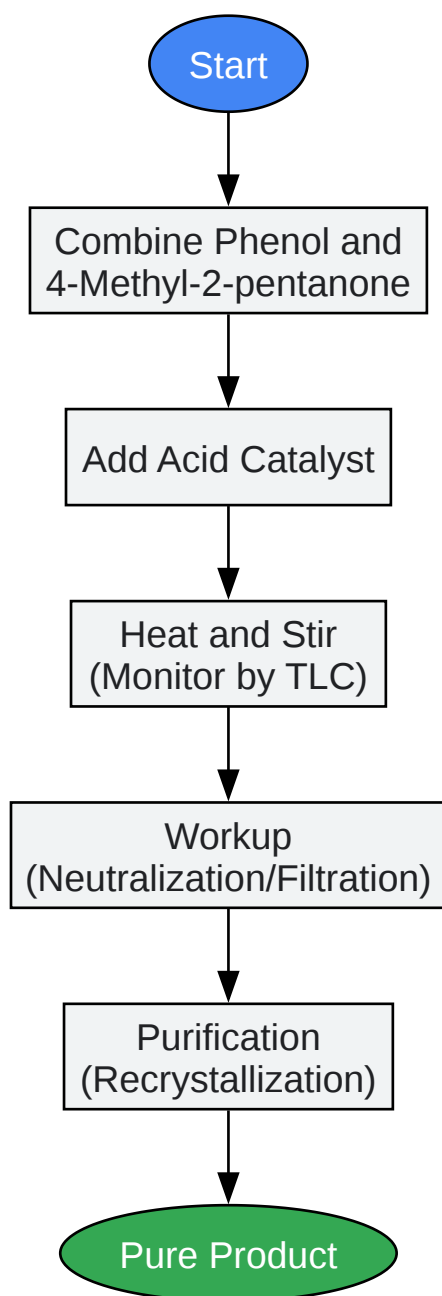 Start
Combine Phenol and
4-Methyl-2-pentanone
Add Acid Catalyst
Heat and Stir
(Monitor by TLC)
Workup
(Neutralization/Filtration)
Purification
(Recrystallization)
Pure Product